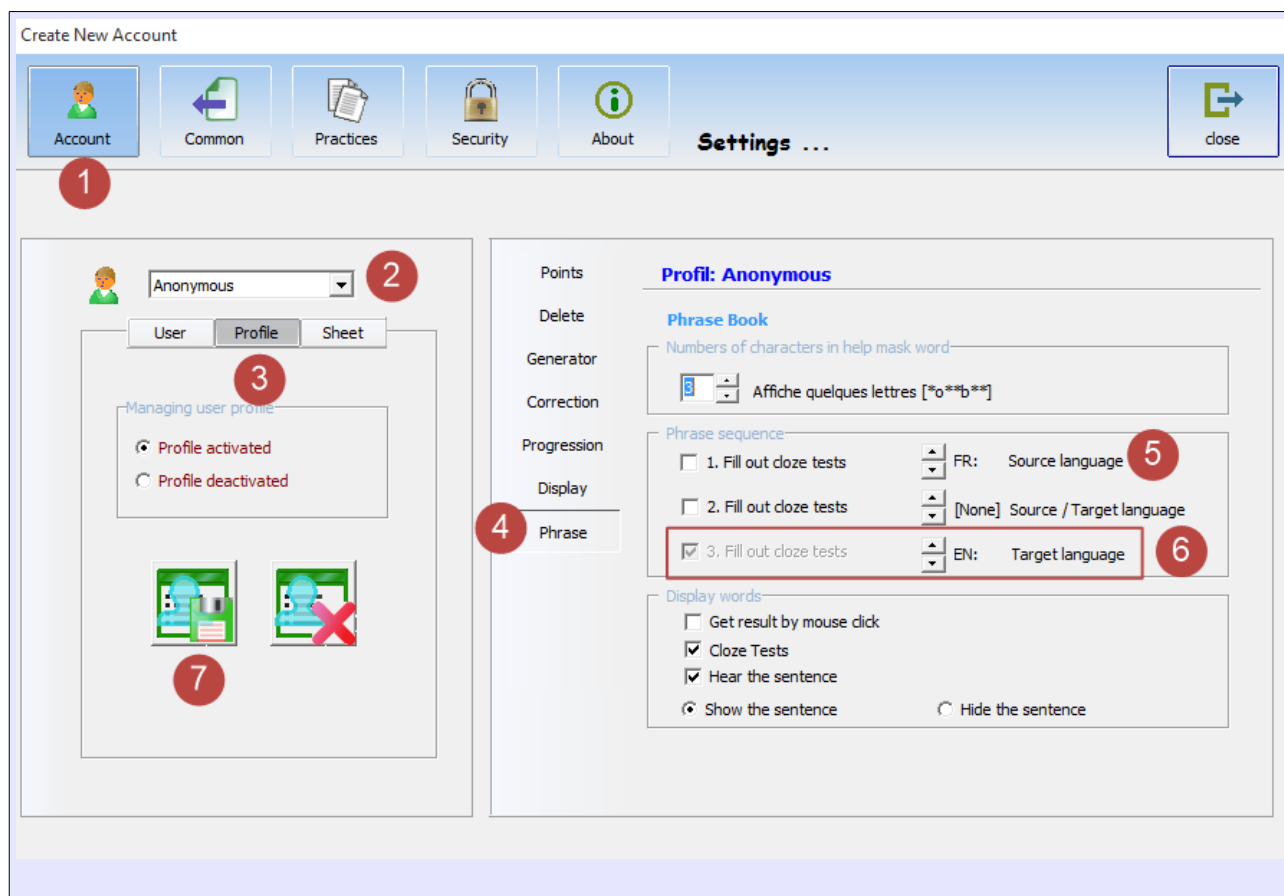 Create New Account
Account
Common
Practices
Security
About
Settings ...
close
1
Anonymous
2
User
Profile
Sheet
3
Managing user profile
Profile activated
Profile deactivated
7
Points
Delete
Generator
Correction
Progression
Display
4
Phrase
Profil: Anonymous
Phrase Book
Numbers of characters in help mask word
3
Affiche quelques lettres [*o**b**]
Phrase sequence
1. Fill out cloze tests FR: Source language
5
2. Fill out cloze tests [None] Source / Target language
3. Fill out cloze tests EN: Target language
6
Display words
Get result by mouse click
Cloze Tests
Hear the sentence
Show the sentence Hide the sentence